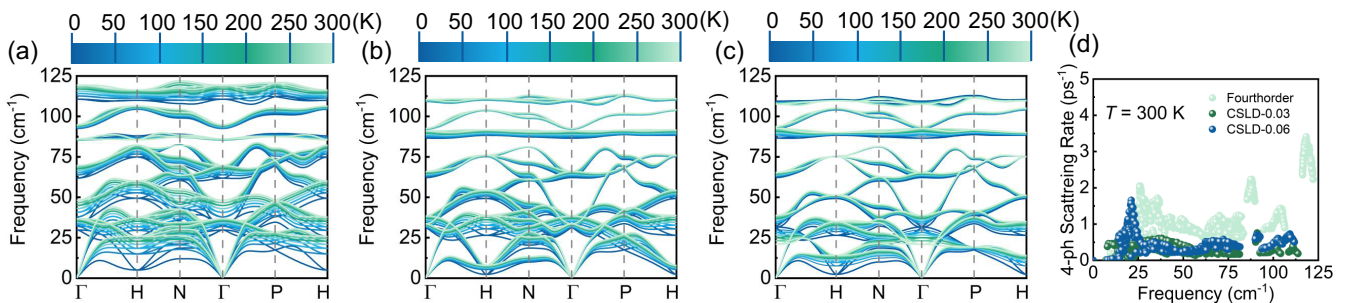 0 50 100 150 200 250 300(K)
0 50 100 150 200 250 300(K)
0 50 100 150 200 250 300(K)
(a)
Frequency (cm-1)
125
100
75
50
25
0
Γ H N Γ P H
(b)
Frequency (cm-1)
125
100
75
50
25
0
Γ H N Γ P H
(c)
Frequency (cm-1)
125
100
75
50
25
0
Γ H N Γ P H
(d)
4-ph Scattreing Rate (ps-1)
5
4
3
2
1
0
T = 300 K
Fourthorder
CSLD-0.03
CSLD-0.06
0 25 50 75 100 125
Frequency (cm-1)